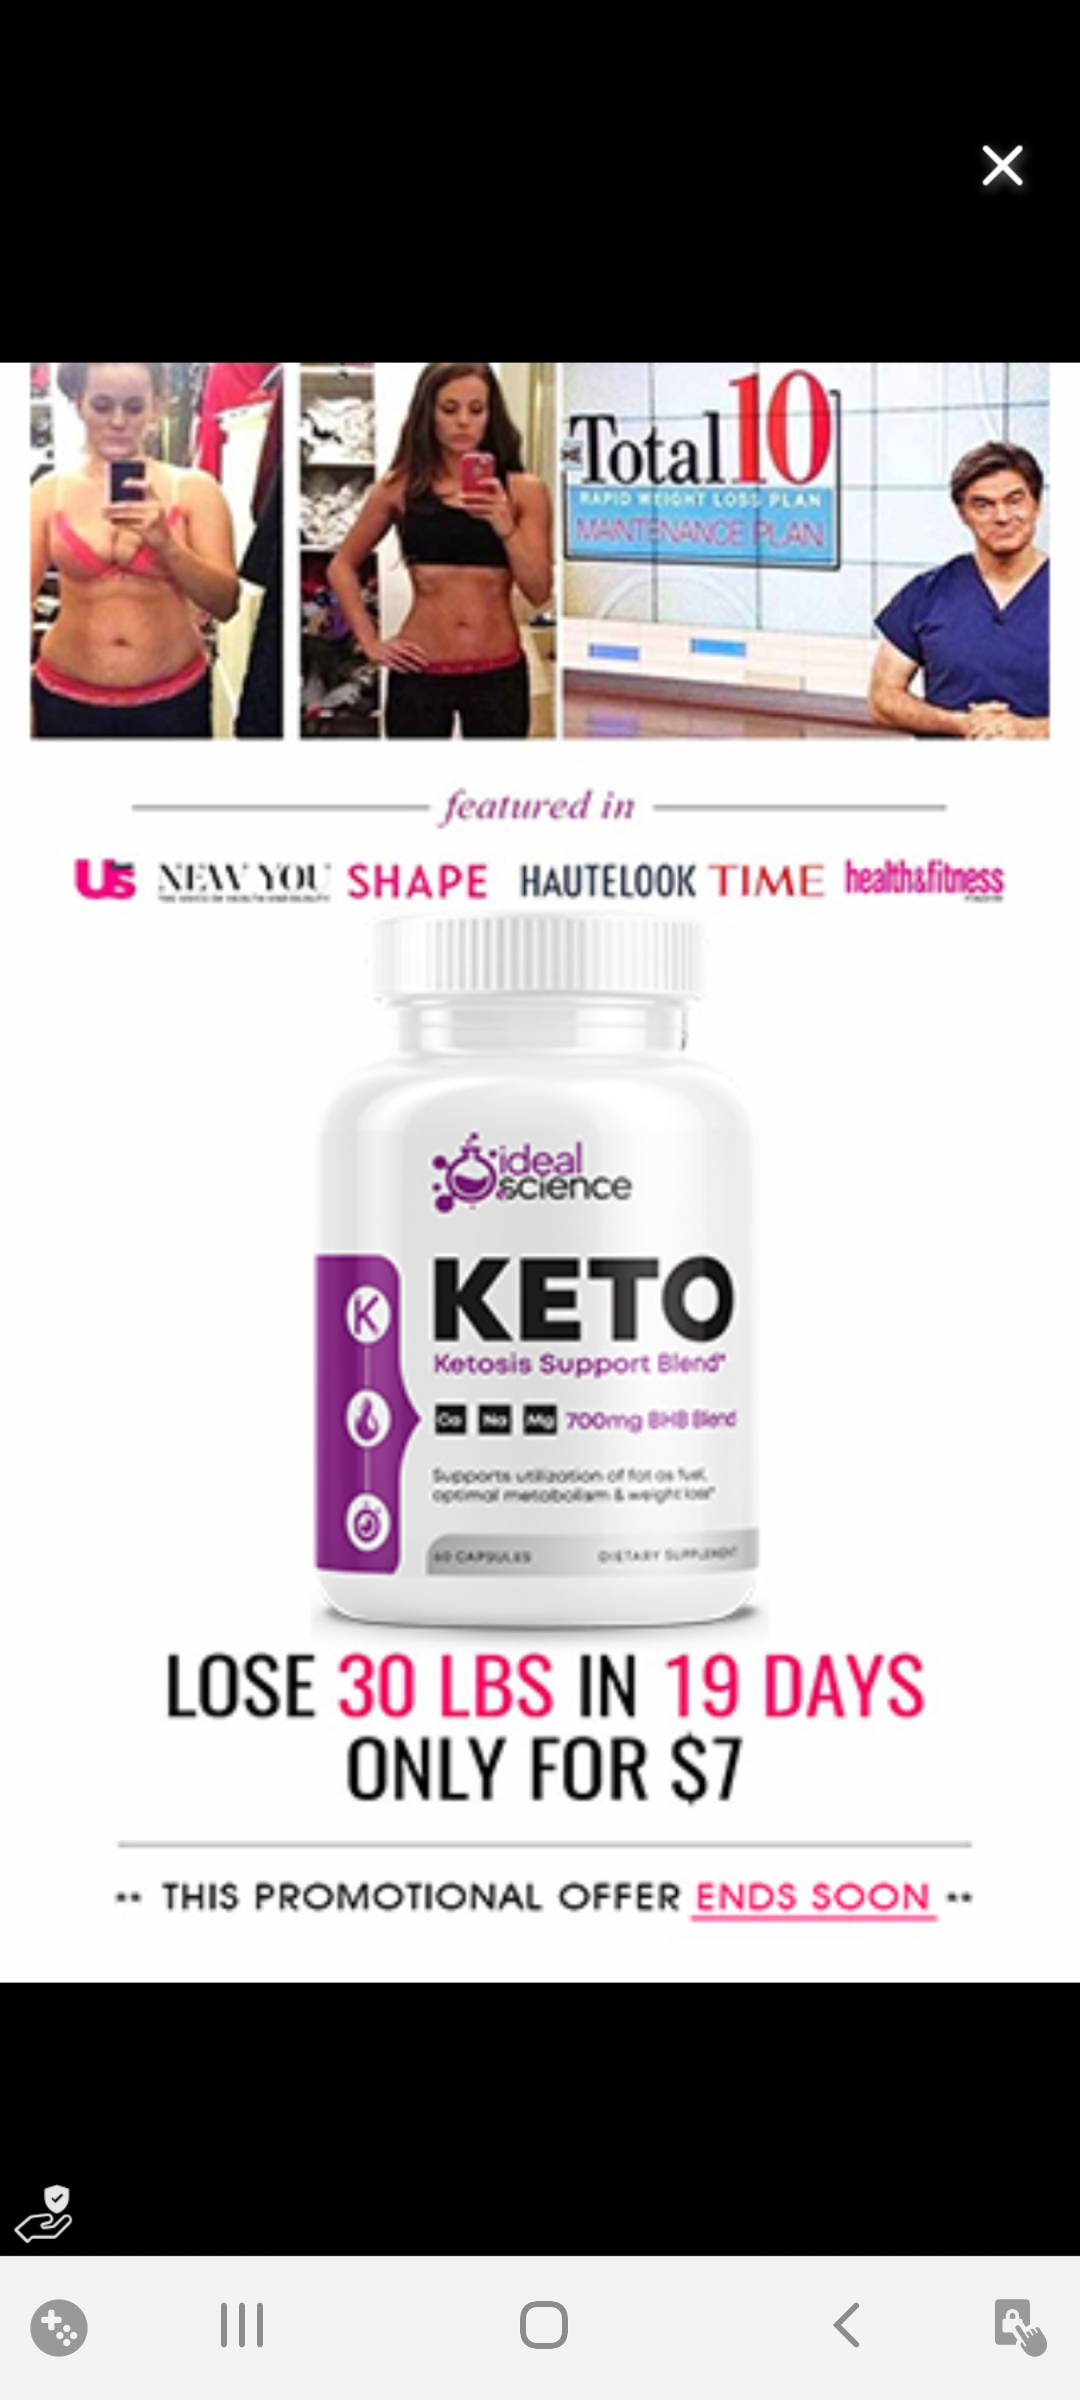 THE
Total 10
RAPID WEIGHT LOSS PLAN
MAINTENANCE PLAN
featured in
Us NEW YOU SHAPE HAUTELOOK TIME health&fitness
ideal
science
K
KETO
Ketosis Support Blend*
Ca Na Mg 700mg BHB Blend
Supports utilization of fat as fuel,
optimal metabolism & weight loss*
60 CAPSULES DIETARY SUPPLEMENT
LOSE 30 LBS IN 19 DAYS
ONLY FOR $7
•• THIS PROMOTIONAL OFFER ENDS SOON ••